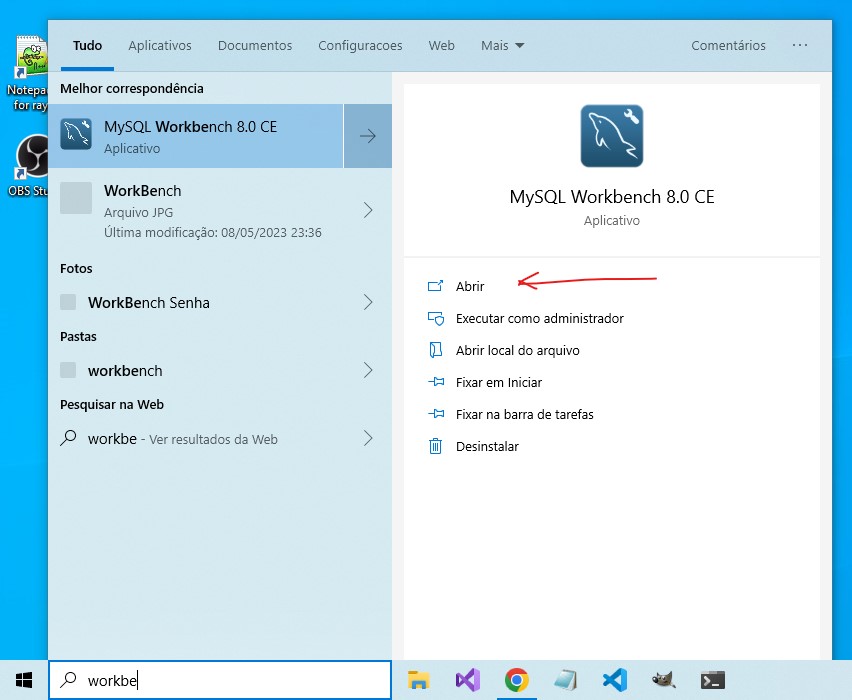 Tudo Aplicativos Documentos Configuracoes Web Mais Comentários ...
Notepa
for ray
OBS Stu
Melhor correspondência
MySQL Workbench 8.0 CE
Aplicativo
WorkBench
Arquivo JPG
Última modificação: 08/05/2023 23:36
Fotos
WorkBench Senha
Pastas
workbench
Pesquisar na Web
workbe - Ver resultados da Web
MySQL Workbench 8.0 CE
Aplicativo
Abrir
Executar como administrador
Abrir local do arquivo
Fixar em Iniciar
Fixar na barra de tarefas
Desinstalar
workbe